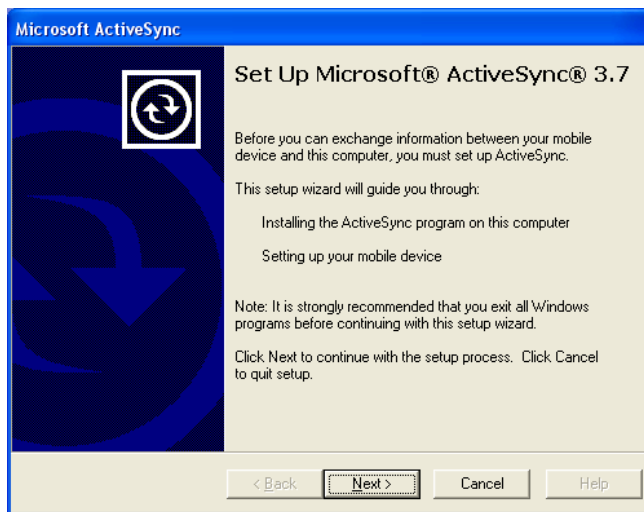 Microsoft ActiveSync
Set Up Microsoft® ActiveSync® 3.7
Before you can exchange information between your mobile
device and this computer, you must set up ActiveSync.
This setup wizard will guide you through:
Installing the ActiveSync program on this computer
Setting up your mobile device
Note: It is strongly recommended that you exit all Windows
programs before continuing with this setup wizard.
Click Next to continue with the setup process. Click Cancel
to quit setup.
< Back Next > Cancel Help